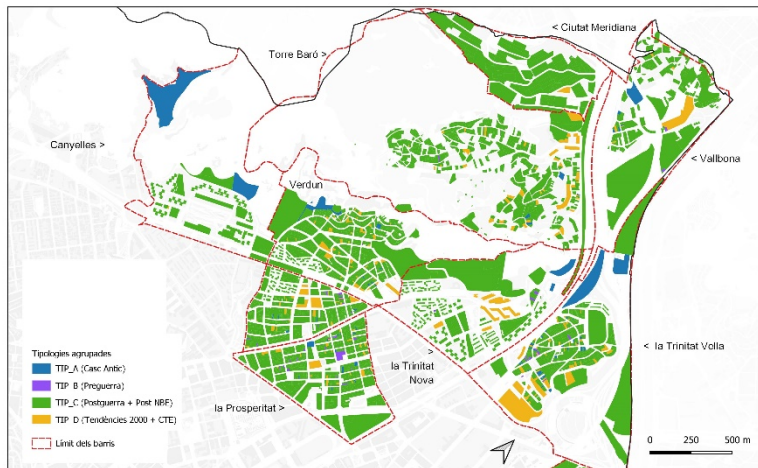 < Ciutat Meridiana
Torre Baró >
Canyelles >
< Vallbona
Verdun
< la Trinitat Vella
la Trinitat
Nova
la Prosperitat >
Tipologies agrupades
TIP_A (Casc Antic)
TIP_B (Preguerra)
TIP_C (Postguerra + Post NBE)
TIP_D (Tendències 2000 + CTE)
Límit dels barris
0 250 500 m